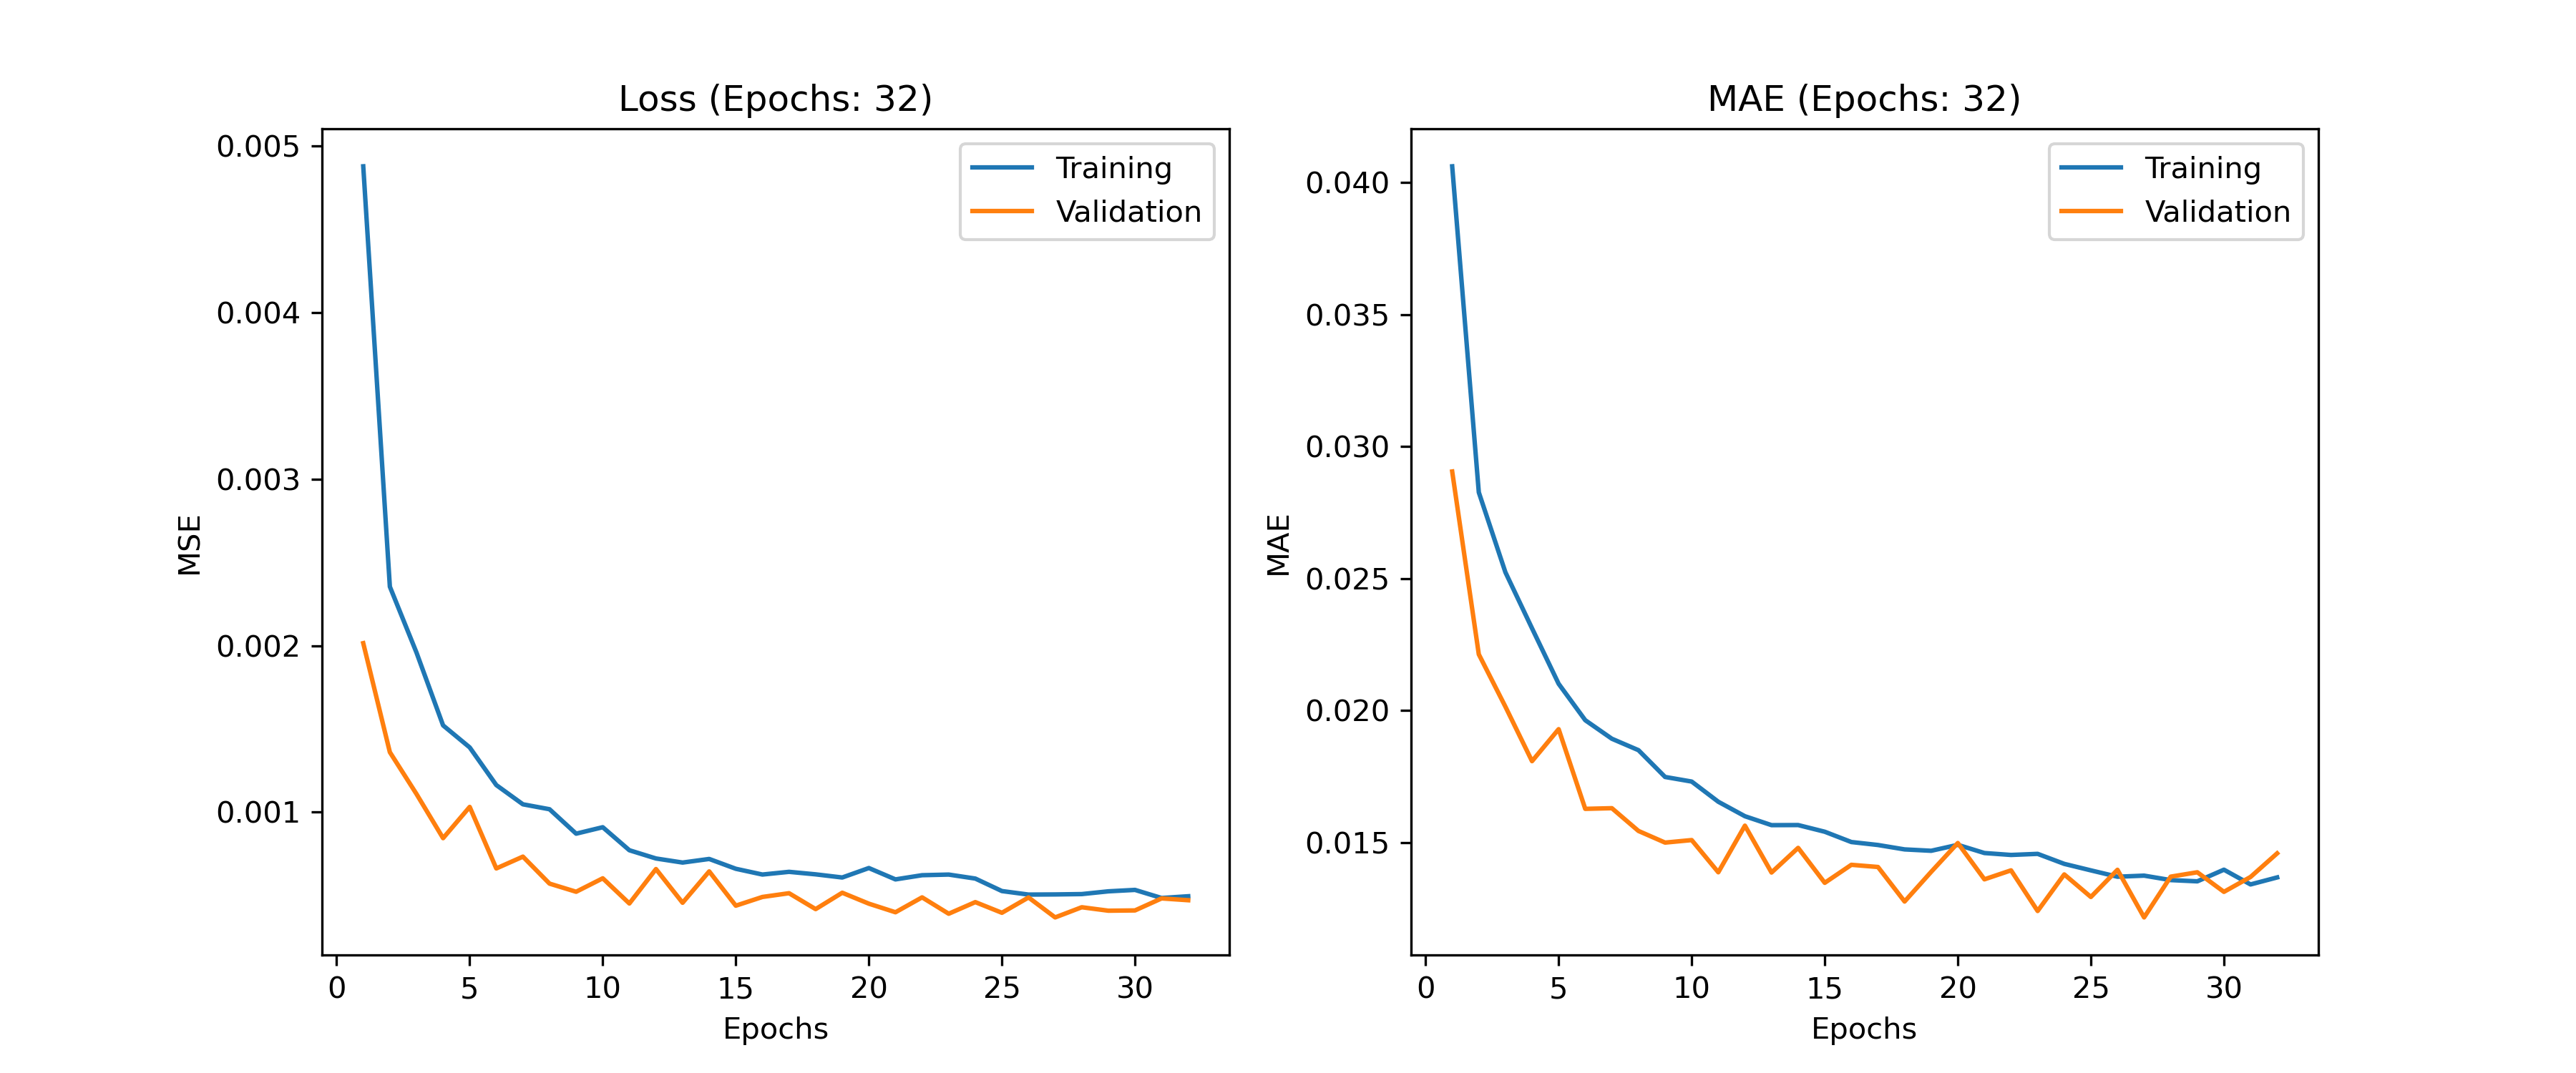 Loss (Epochs: 32)
0.005
0.004
0.003
0.002
0.001
MSE
Training
Validation
0 5 10 15 20 25 30
Epochs
MAE (Epochs: 32)
0.040
0.035
0.030
0.025
0.020
0.015
MAE
Training
Validation
0 5 10 15 20 25 30
Epochs